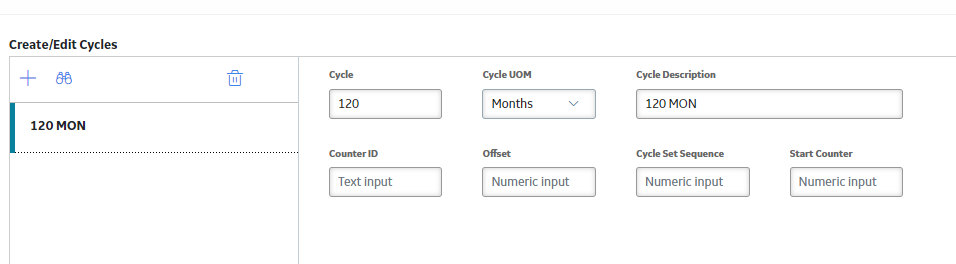 Create/Edit Cycles
120 MON
Cycle Cycle UOM Cycle Description
120 Months 120 MON
Counter ID Offset Cycle Set Sequence Start Counter
Text input Numeric input Numeric input Numeric input